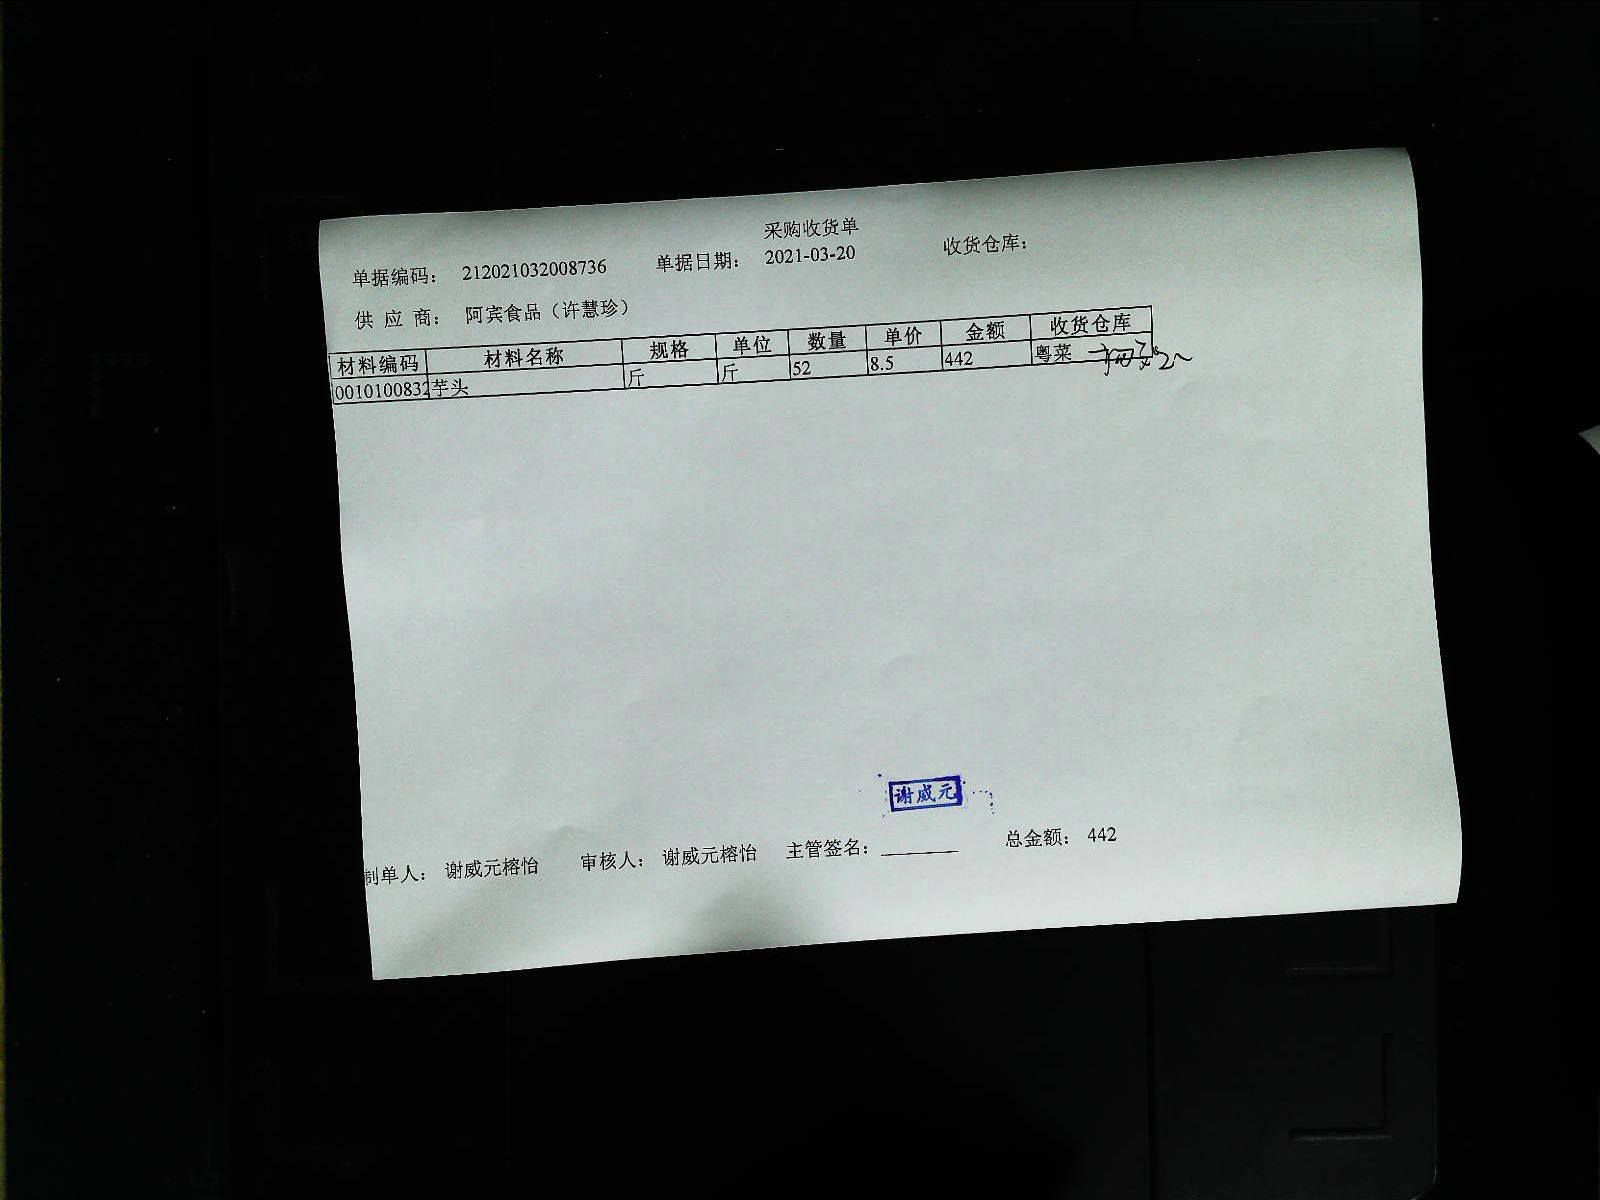 采购收货单
单据编码： 212021032008736 单据日期： 2021-03-20 收货仓库：
供 应 商： 阿宾食品（许慧珍）
材料编码 材料名称 规格 单位 数量 单价 金额 收货仓库
0010100832 芋头 斤 斤 52 8.5 442 粤菜
谢威元
制单人： 谢威元榕怡 审核人： 谢威元榕怡 主管签名： 总金额： 442